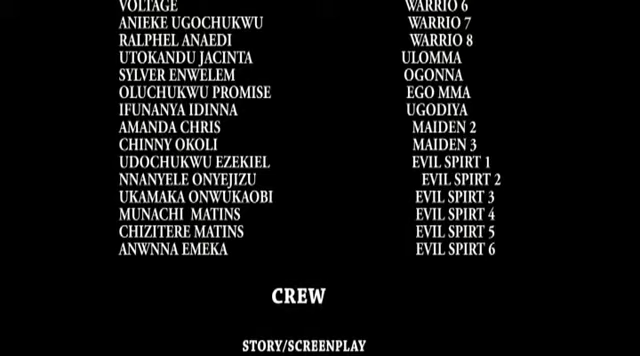 VOLTAGE WARRIO 6
ANIEKE UGOCHUKWU WARRIO 7
RALPHEL ANAEDI WARRIO 8
UTOKANDU JACINTA ULOMMA
SYLVER ENWELEM OGONNA
OLUCHUKWU PROMISE EGO MMA
IFUNANYA IDINNA UGODIYA
AMANDA CHRIS MAIDEN 2
CHINNY OKOLI MAIDEN 3
UDOCHUKWU EZEKIEL EVIL SPIRT 1
NNANYELE ONYEJIZU EVIL SPIRT 2
UKAMAKA ONWUKAOBI EVIL SPIRT 3
MUNACHI MATINS EVIL SPIRT 4
CHIZITERE MATINS EVIL SPIRT 5
ANWNNA EMEKA EVIL SPIRT 6
CREW
STORY/SCREENPLAY